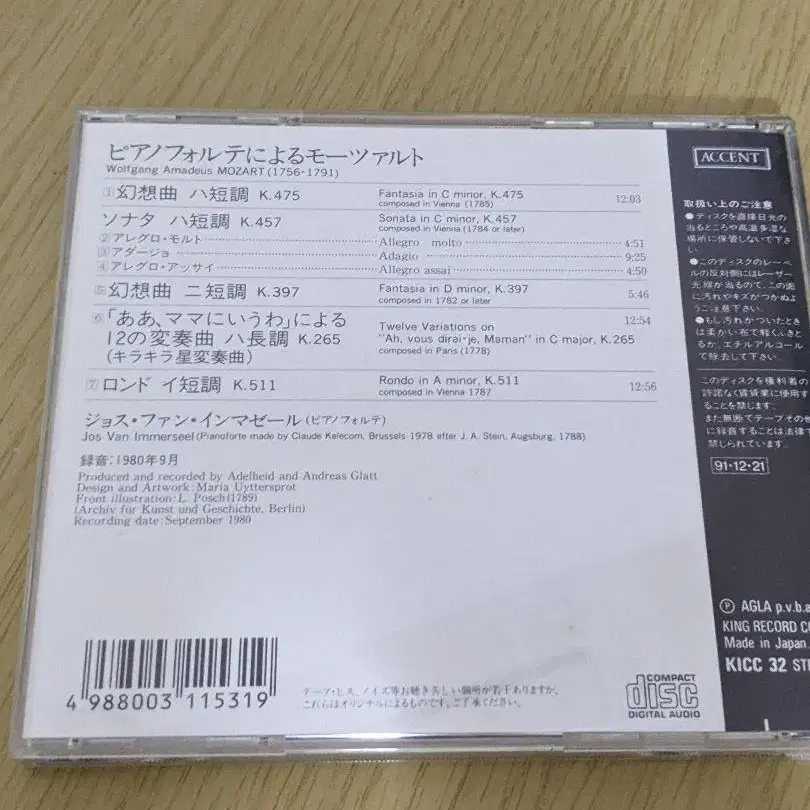 ピアノフォルテによるモーツァルト
Wolfgang Amadeus MOZART (1756-1791)
①幻想曲 ハ短調 K.475 Fantasia in C minor, K.475 12:03
composed in Vienna (1785)
ソナタ ハ短調 K.457 Sonata in C minor, K.457
composed in Vienna (1784 or later)
②アレグロ・モルト Allegro molto 4:51
③アダージョ Adagio 9:25
④アレグロ・アッサイ Allegro assai 4:50
⑤幻想曲 ニ短調 K.397 Fantasia in D minor, K.397 5:46
composed in 1782 or later
⑥「ああ、ママにいうわ」による 12:54
12の変奏曲 ハ長調 K.265 Twelve Variations on
(キラキラ星変奏曲) "Ah, vous dirai-je, Maman" in C major, K.265
composed in Paris (1778)
⑦ロンド イ短調 K.511 Rondo in A minor, K.511 12:56
composed in Vienna 1787
ジョス・ファン・インマゼール(ピアノフォルテ)
Jos Van Immerseel (Pianoforte made by Claude Kelecom, Brussels 1978 after J. A. Stein, Augsburg, 1788)
録音:1980年9月
Produced and recorded by Adelheid and Andreas Glatt
Design and Artwork: Maria Uyttersprot
Front illustration: L. Posch (1789)
(Archiv für Kunst und Geschichte, Berlin)
Recording date: September 1980
4 988003 115319
テープ・ヒス、ノイズ等お聴き苦しい個所が若干ありますが、
これらはオリジナルによるものです。ご了承ください。
COMPACT
disc
DIGITAL AUDIO
ACCENT
取扱い上のご注意
●ディスクを直接日光の
当るところや高温多湿な
場所に保管しないで下さ
い。
●このディスクのレーベ
ルの反対側にはレーザー
光線が当るので、この面
に汚れやキズがつかぬよ
うご注意下さい。
●もし汚れがついたとき
は柔かい布で軽くふきと
るか、エチルアルコール
で除去して下さい。
このディスクを権利者の
許諾なく賃貸業に使用す
ることを禁じます。
また無断でテープその他
に録音することは法律で
禁じられています。
91・12・21
Ⓟ AGLA p.v.b.a
KING RECORD CO
Made in Japan.
KICC 32 STE